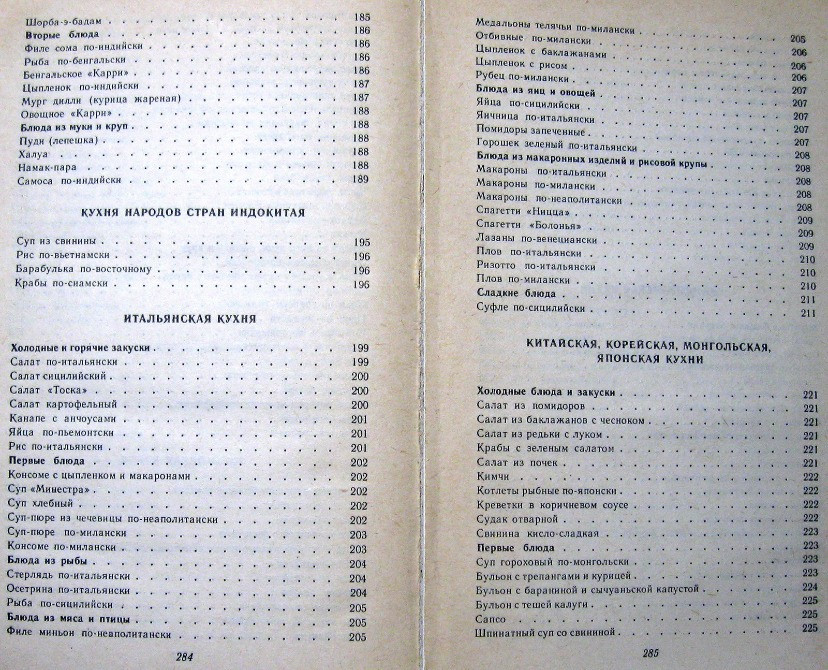 Шорба-э-бадам . . . 185
Вторые блюда . . . 186
Филе сома по-индийски . . . 186
Рыба по-бенгальски . . . 186
Бенгальское «Карри» . . . 186
Цыпленок по-индийски . . . 187
Мург дилли (курица жареная) . . . 187
Овощное «Карри» . . . 188
Блюда из муки и круп . . . 188
Пуди (лепешка) . . . 188
Халуа . . . 188
Намак-пара . . . 188
Самоса по-индийски . . . 189
КУХНЯ НАРОДОВ СТРАН ИНДОКИТАЯ
Суп из свинины . . . 195
Рис по-вьетнамски . . . 196
Барабулька по-восточному . . . 196
Крабы по-сиамски . . . 196
ИТАЛЬЯНСКАЯ КУХНЯ
Холодные и горячие закуски . . . 199
Салат по-итальянски . . . 199
Салат сицилийский . . . 200
Салат «Тоска» . . . 200
Салат картофельный . . . 200
Канапе с анчоусами . . . 201
Яйца по-пьемонтски . . . 201
Рис по-итальянски . . . 201
Первые блюда . . . 202
Консоме с цыпленком и макаронами . . . 202
Суп «Минестра» . . . 202
Суп хлебный . . . 202
Суп-пюре из чечевицы по-неаполитански . . . 202
Суп-пюре по-милански . . . 203
Консоме по-милански . . . 203
Блюда из рыбы . . . 204
Стерлядь по-итальянски . . . 204
Осетрина по-итальянски . . . 204
Рыба по-сицилийски . . . 205
Блюда из мяса и птицы . . . 205
Филе миньон по-неаполитански . . . 205
284
Медальоны телячьи по-милански . . . 205
Отбивные по-милански . . . 206
Цыпленок с баклажанами . . . 206
Цыпленок с рисом . . . 206
Рубец по-милански . . . 207
Блюда из яиц и овощей . . . 207
Яйца по-сицилийски . . . 207
Яичница по-итальянски . . . 207
Помидоры запеченные . . . 207
Горошек зеленый по-итальянски . . . 208
Блюда из макаронных изделий и рисовой крупы . . . 208
Макароны по-итальянски . . . 208
Макароны по-милански . . . 208
Макароны по-неаполитански . . . 208
Спагетти «Ницца» . . . 209
Спагетти «Болонья» . . . 209
Лазаны по-венециански . . . 209
Плов по-итальянски . . . 210
Ризотто по-итальянски . . . 210
Плов по-милански . . . 210
Сладкие блюда . . . 211
Суфле по-сицилийски . . . 211
КИТАЙСКАЯ, КОРЕЙСКАЯ, МОНГОЛЬСКАЯ,
ЯПОНСКАЯ КУХНИ
Холодные блюда и закуски . . . 221
Салат из помидоров . . . 221
Салат из баклажанов с чесноком . . . 221
Салат из редьки с луком . . . 221
Крабы с зеленым салатом . . . 221
Салат из почек . . . 221
Кимчи . . . 222
Котлеты рыбные по-японски . . . 222
Креветки в коричневом соусе . . . 222
Судак отварной . . . 222
Свинина кисло-сладкая . . . 223
Первые блюда . . . 223
Суп гороховый по-монгольски . . . 223
Бульон с трепангами и курицей . . . 223
Бульон с бараниной и сычуаньской капустой . . . 224
Бульон с тешей калуги . . . 225
Сапсо . . . 225
Шпинатный суп со свининой . . . 225
285